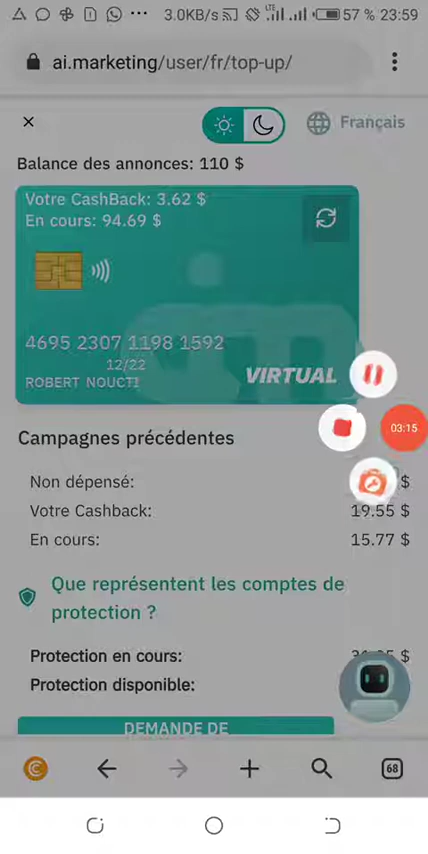 3.0KB/s LTE 57 % 23:59
ai.marketing/user/fr/top-up/
Français
Balance des annonces: 110 $
Votre CashBack: 3.62 $
En cours: 94.69 $
4695 2307 1198 1592
12/22
ROBERT NOUCTI
VIRTUAL
03:15
Campagnes précédentes
Non dépensé: $
Votre Cashback: 19.55 $
En cours: 15.77 $
Que représentent les comptes de
protection ?
Protection en cours: $
Protection disponible:
DEMANDE DE
68